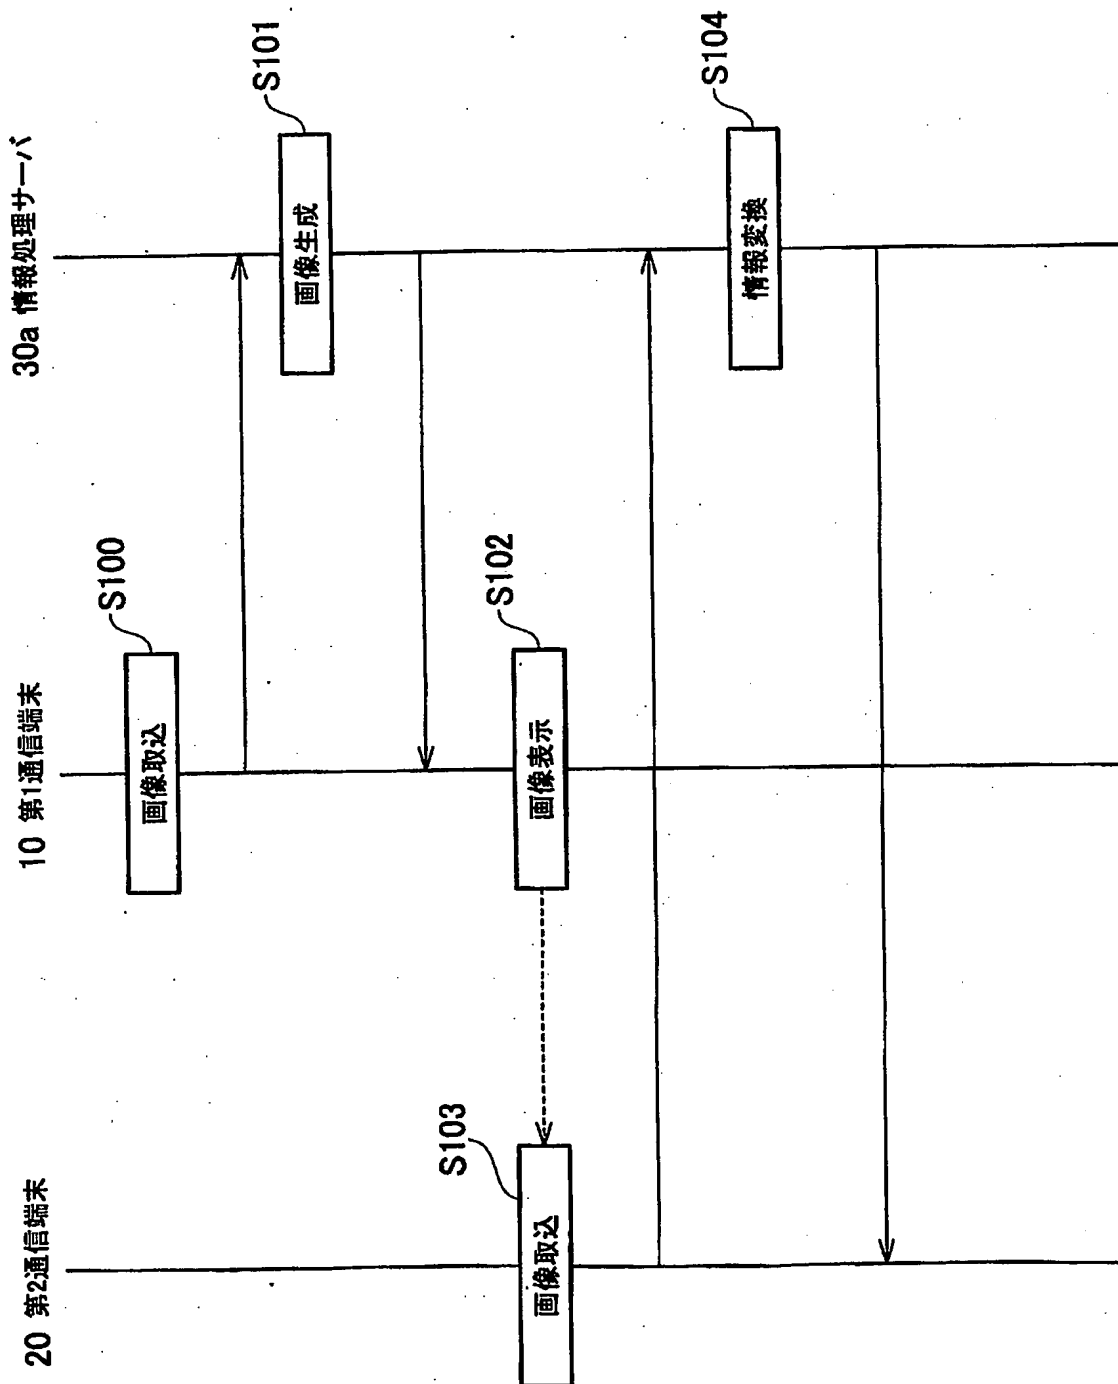 20 第2通信端末
10 第1通信端末
30a 情報処理サーバ
画像取込
S100
画像生成
S101
画像表示
S102
画像取込
S103
情報変換
S104